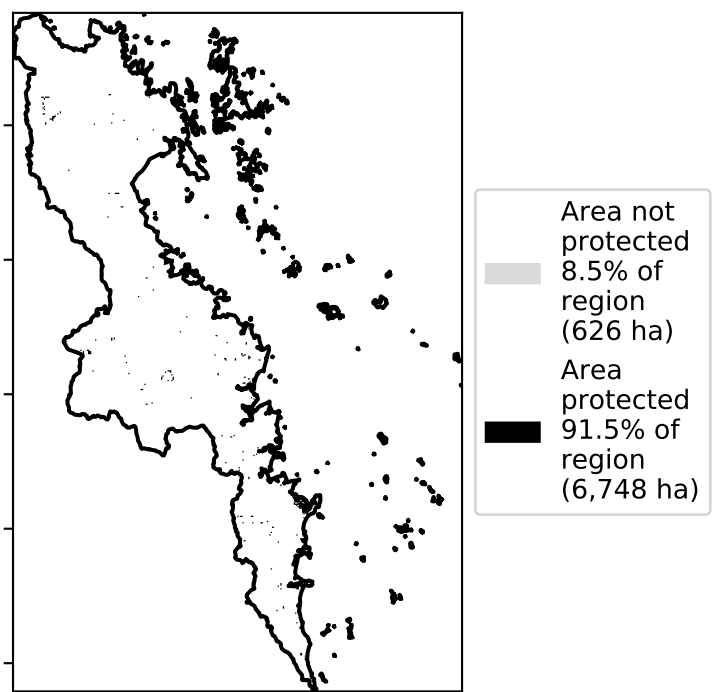 Area not
protected
8.5% of
region
(626 ha)
Area
protected
91.5% of
region
(6,748 ha)